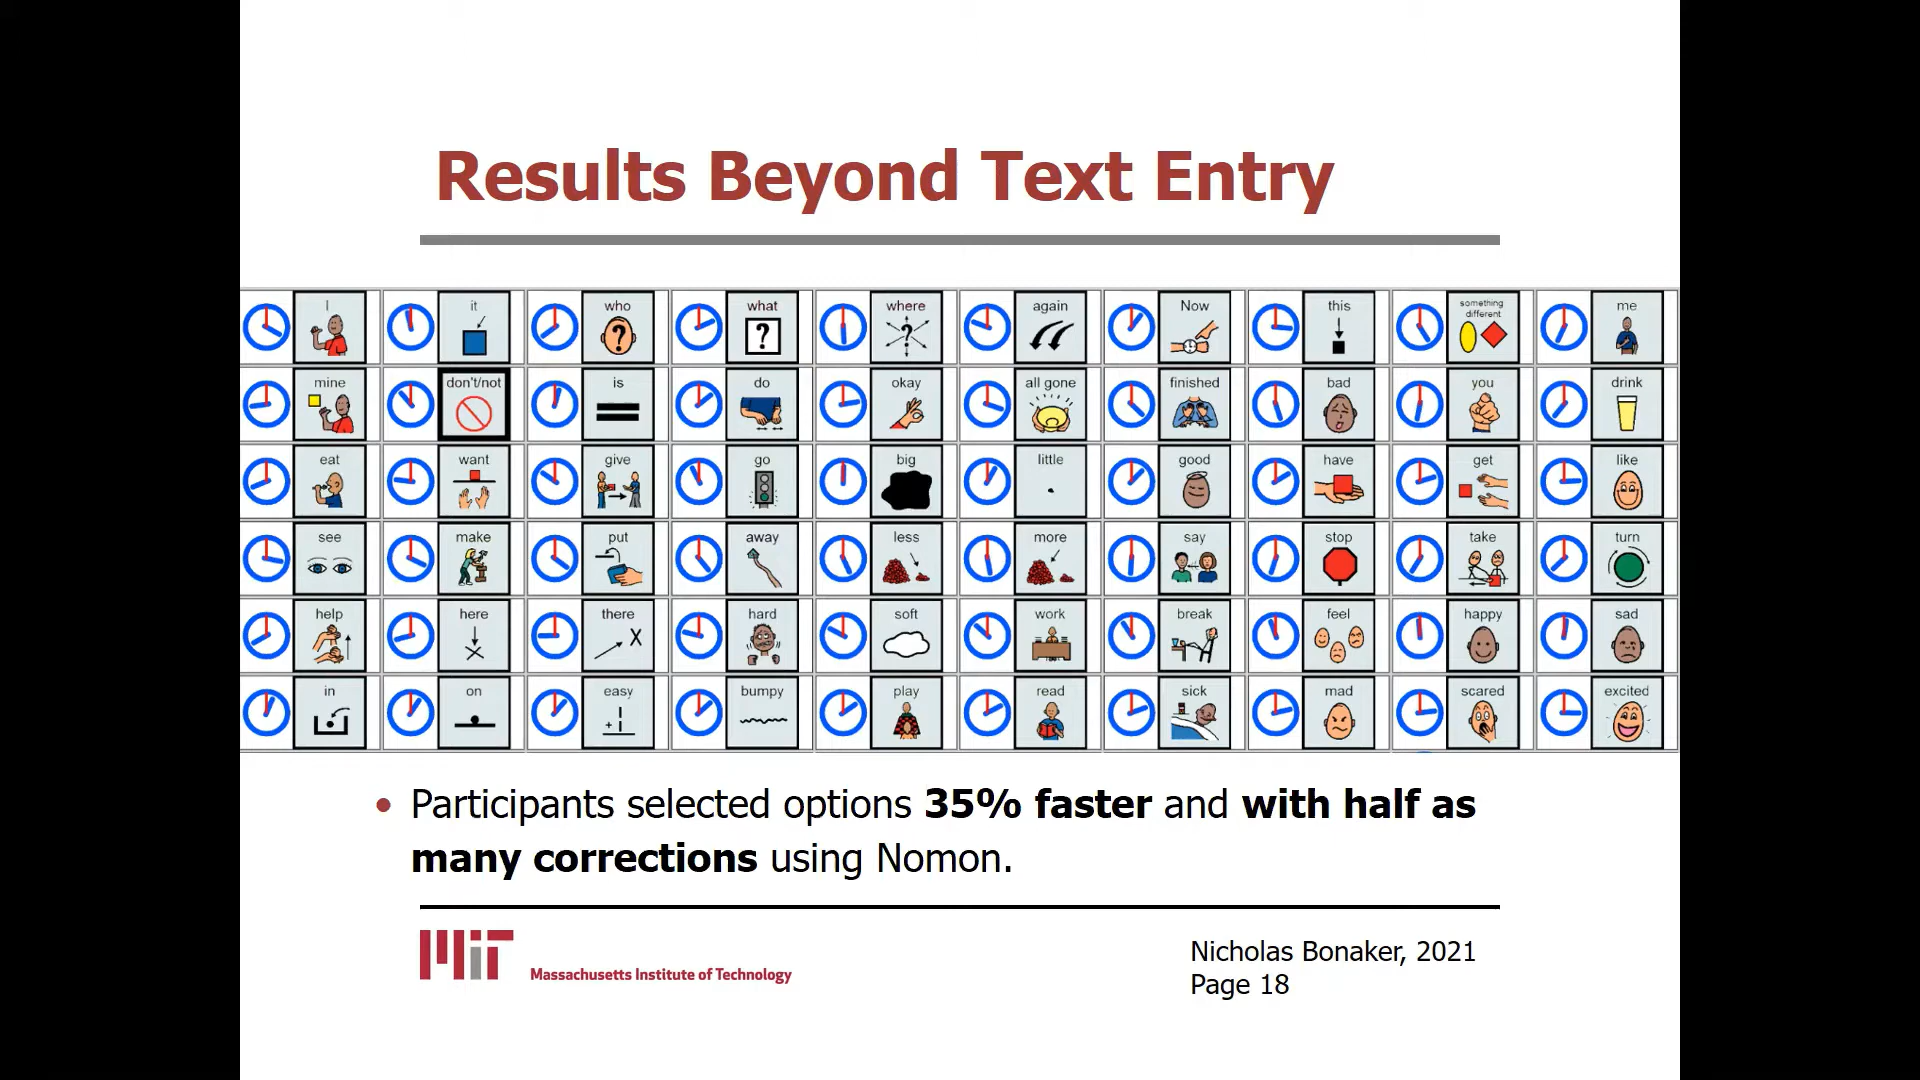 Results Beyond Text Entry
I it who what where again Now this something different me
mine don't/not is do okay all gone finished bad you drink
eat want give go big little good have get like
see make put away less more say stop take turn
help here there hard soft work break feel happy sad
in on easy bumpy play read sick mad scared excited
• Participants selected options 35% faster and with half as
many corrections using Nomon.
MIT Massachusetts Institute of Technology
Nicholas Bonaker, 2021
Page 18